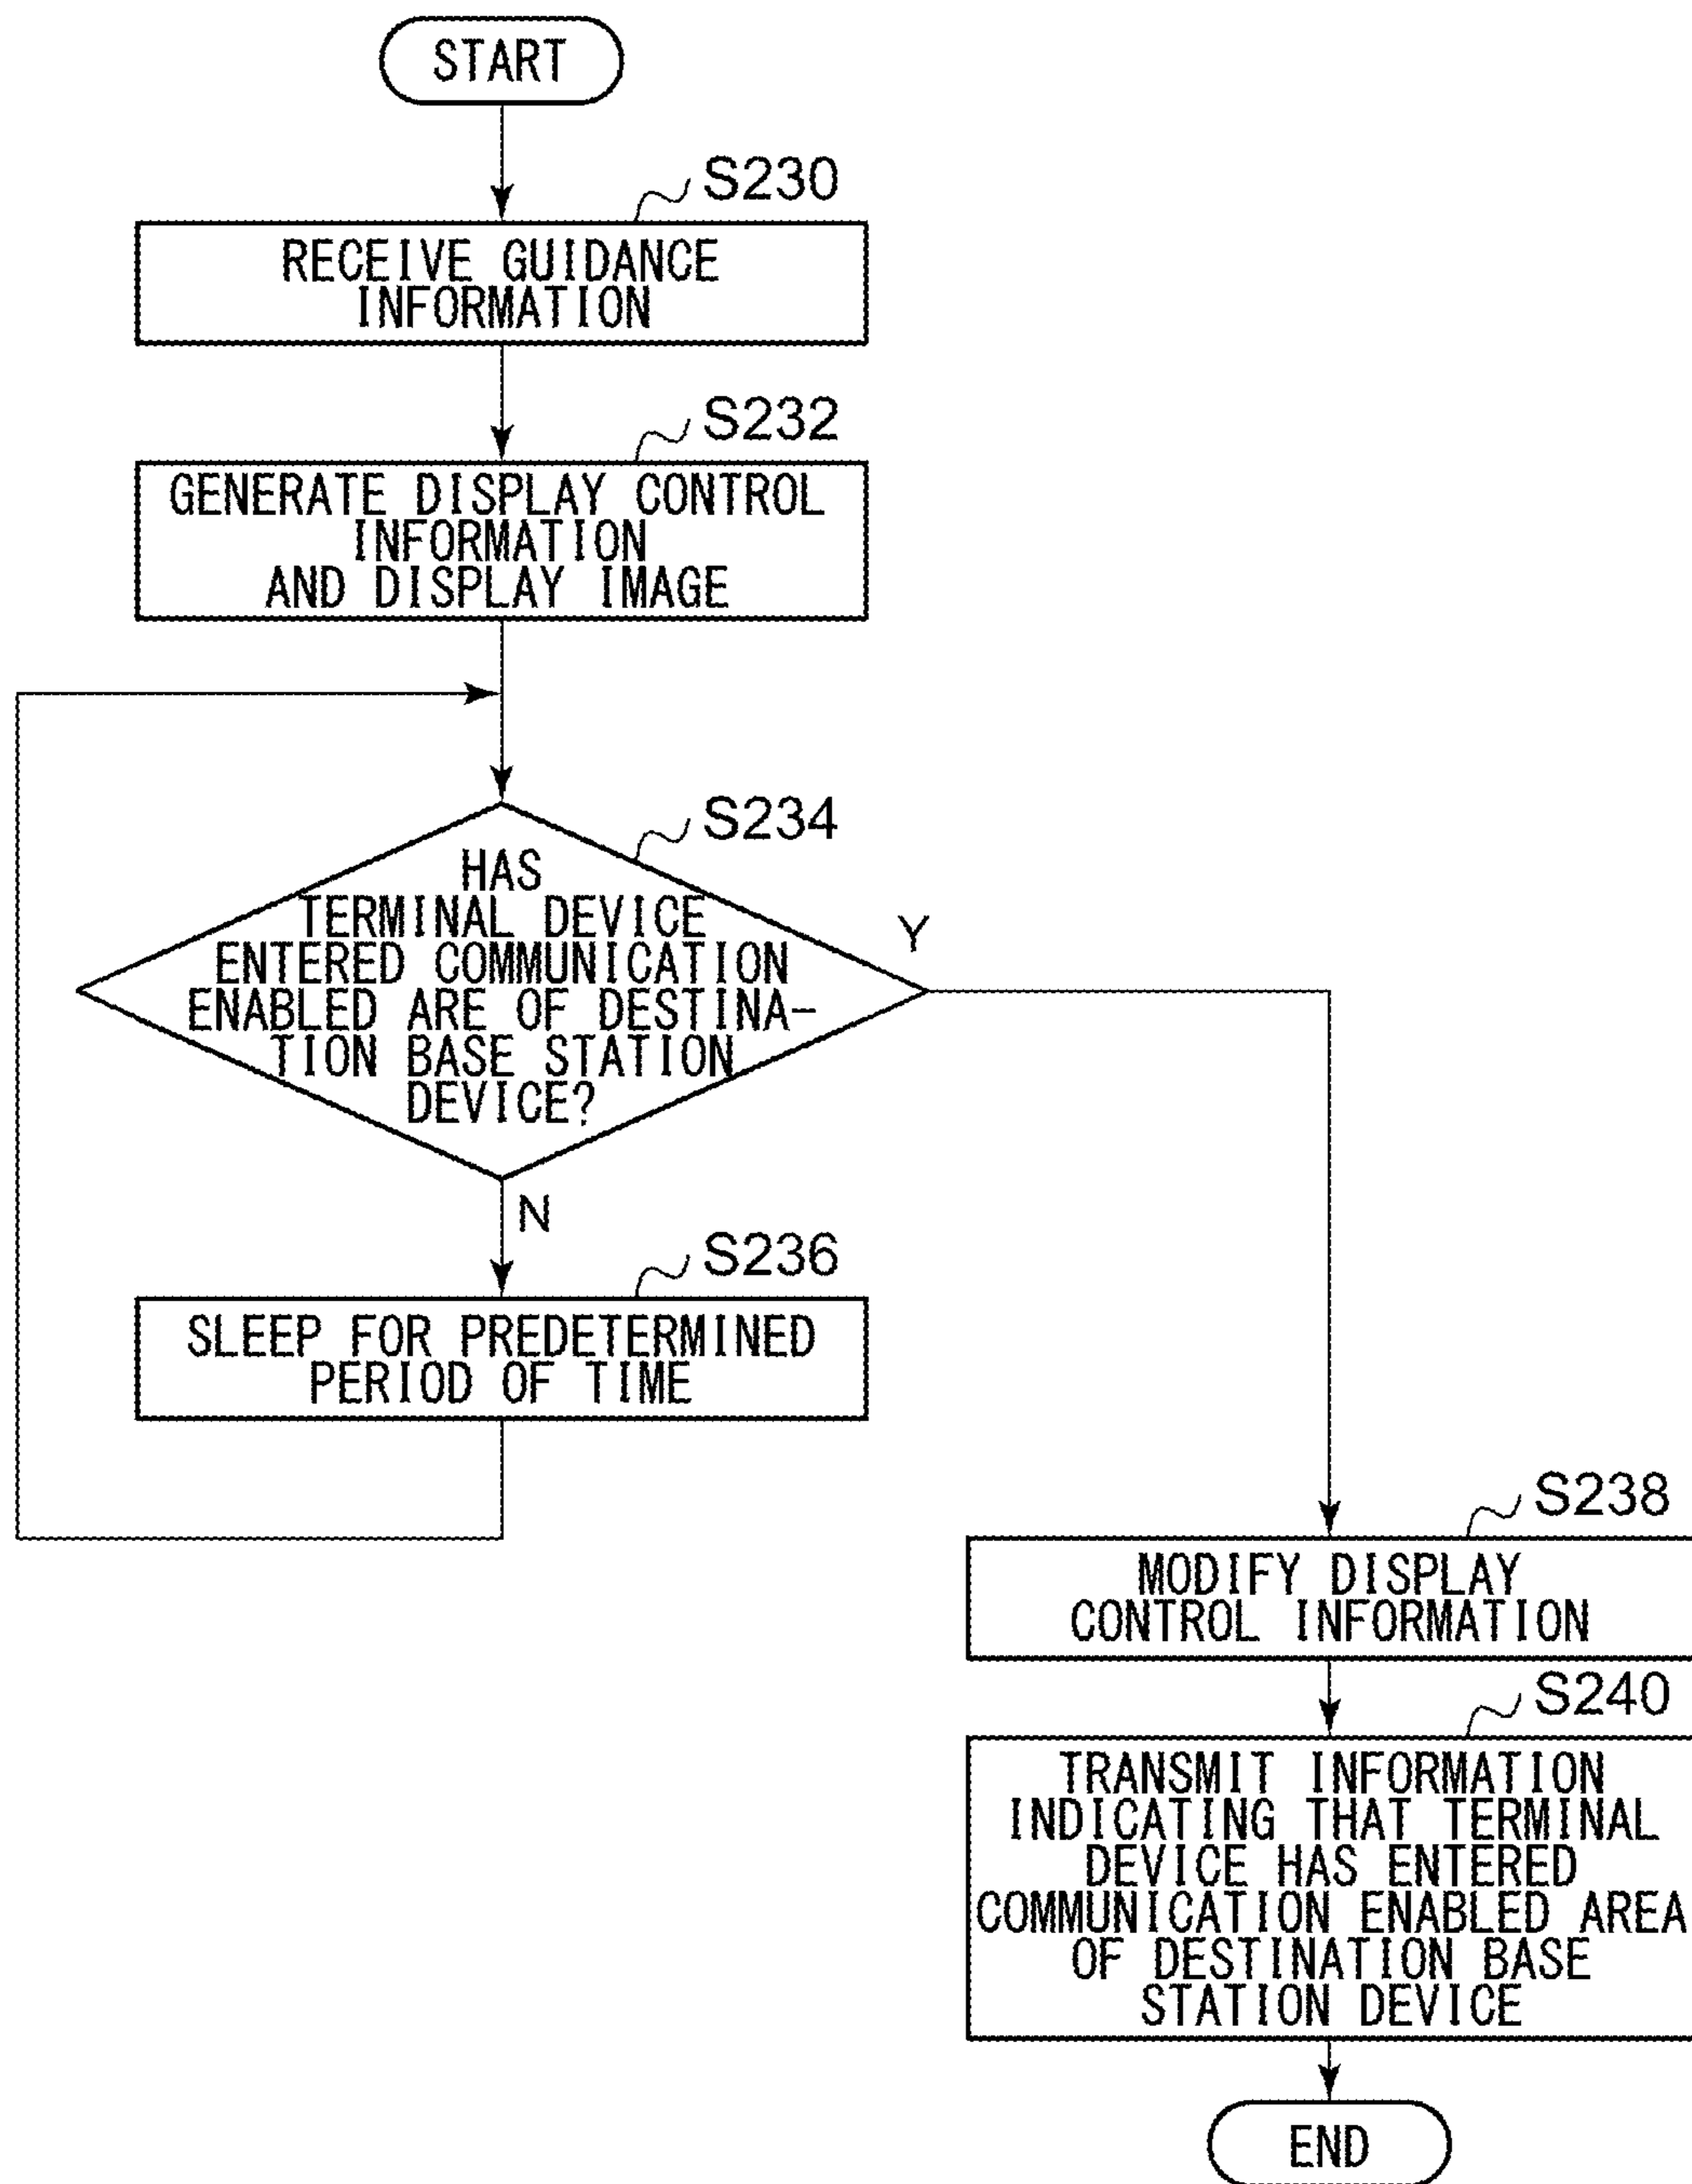 START
S230
RECEIVE GUIDANCE
INFORMATION
S232
GENERATE DISPLAY CONTROL
INFORMATION
AND DISPLAY IMAGE
S234
HAS
TERMINAL DEVICE
ENTERED COMMUNICATION
ENABLED ARE OF DESTINA-
TION BASE STATION
DEVICE?
Y
N
S236
SLEEP FOR PREDETERMINED
PERIOD OF TIME
S238
MODIFY DISPLAY
CONTROL INFORMATION
S240
TRANSMIT INFORMATION
INDICATING THAT TERMINAL
DEVICE HAS ENTERED
COMMUNICATION ENABLED AREA
OF DESTINATION BASE
STATION DEVICE
END